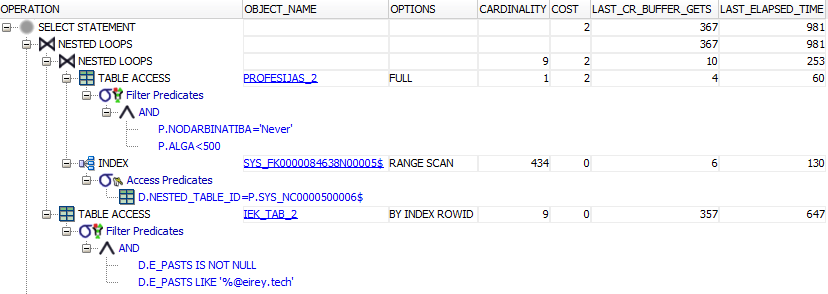 OPERATION OBJECT_NAME OPTIONS CARDINALITY COST LAST_CR_BUFFER_GETS LAST_ELAPSED_TIME
SELECT STATEMENT 2 367 981
NESTED LOOPS 367 981
NESTED LOOPS 9 2 10 253
TABLE ACCESS PROFESIJAS_2 FULL 1 2 4 60
Filter Predicates
AND
P.NODARBINATIBA='Never'
P.ALGA<500
INDEX SYS_FK0000084638N00005$ RANGE SCAN 434 0 6 130
Access Predicates
D.NESTED_TABLE_ID=P.SYS_NC0000500006$
TABLE ACCESS IEK_TAB_2 BY INDEX ROWID 9 0 357 647
Filter Predicates
AND
D.E_PASTS IS NOT NULL
D.E_PASTS LIKE '%@eirey.tech'